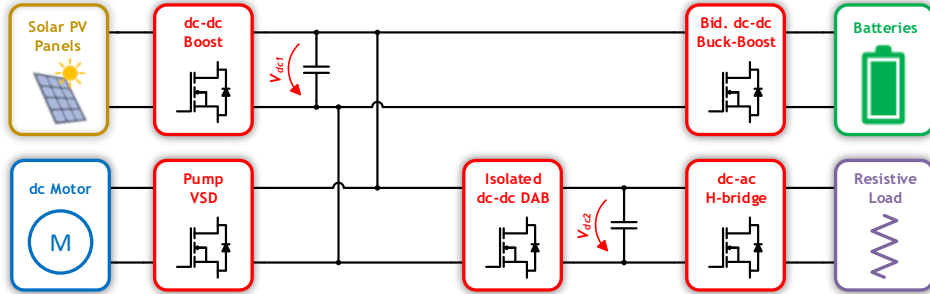 Solar PV
Panels
dc-dc
Boost
Vdc1
Bid. dc-dc
Buck-Boost
Batteries
dc Motor
M
Pump
VSD
Isolated
dc-dc DAB
Vdc2
dc-ac
H-bridge
Resistive
Load